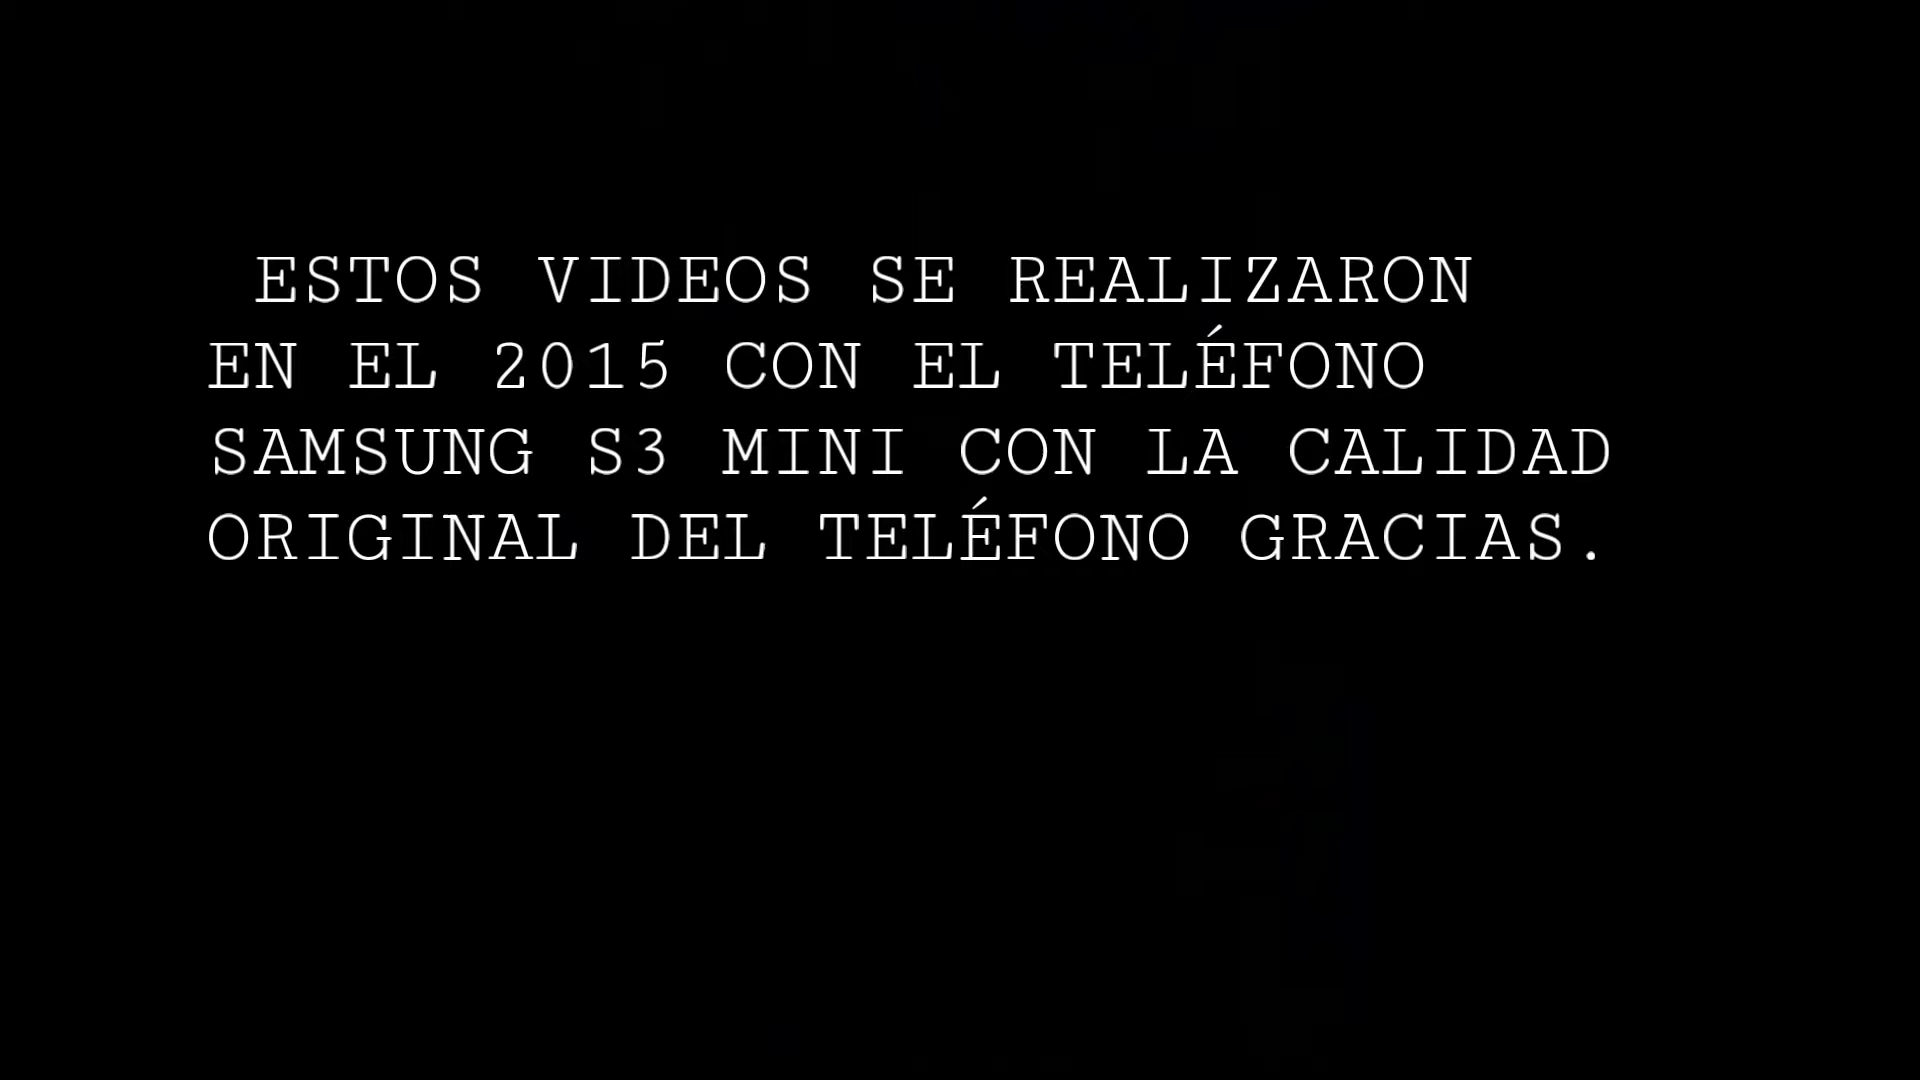 ESTOS VIDEOS SE REALIZARON
EN EL 2015 CON EL TELÉFONO
SAMSUNG S3 MINI CON LA CALIDAD
ORIGINAL DEL TELÉFONO GRACIAS.